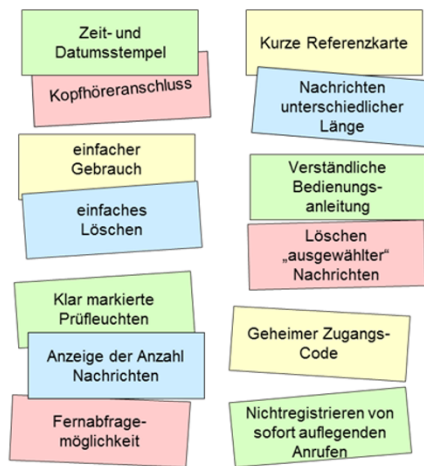 Zeit- und
Datumsstempel
Kopfhöreranschluss
einfacher
Gebrauch
einfaches
Löschen
Klar markierte
Prüfleuchten
Anzeige der Anzahl
Nachrichten
Fernabfrage-
möglichkeit
Kurze Referenzkarte
Nachrichten
unterschiedlicher
Länge
Verständliche
Bedienungs-
anleitung
Löschen
„ausgewählter“
Nachrichten
Geheimer Zugangs-
Code
Nichtregistrieren von
sofort auflegenden
Anrufen